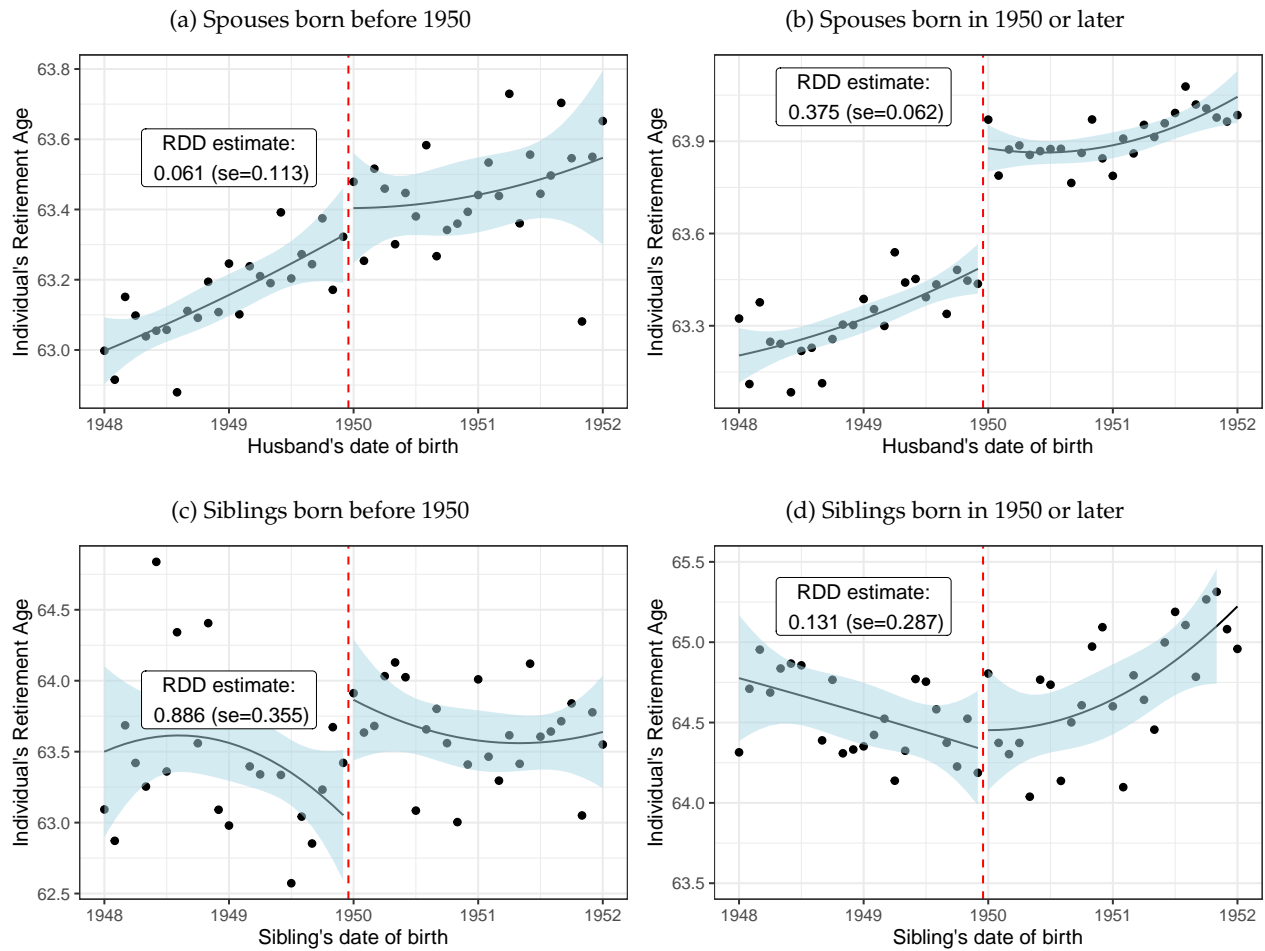 (a) Spouses born before 1950
63.8
63.6
63.4
63.2
63.0
Individual's Retirement Age
RDD estimate:
0.061 (se=0.113)
1948 1949 1950 1951 1952
Husband's date of birth
(b) Spouses born in 1950 or later
63.9
63.6
63.3
Individual's Retirement Age
RDD estimate:
0.375 (se=0.062)
1948 1949 1950 1951 1952
Husband's date of birth
(c) Siblings born before 1950
64.5
64.0
63.5
63.0
62.5
Individual's Retirement Age
RDD estimate:
0.886 (se=0.355)
1948 1949 1950 1951 1952
Sibling's date of birth
(d) Siblings born in 1950 or later
65.5
65.0
64.5
64.0
63.5
Individual's Retirement Age
RDD estimate:
0.131 (se=0.287)
1948 1949 1950 1951 1952
Sibling's date of birth